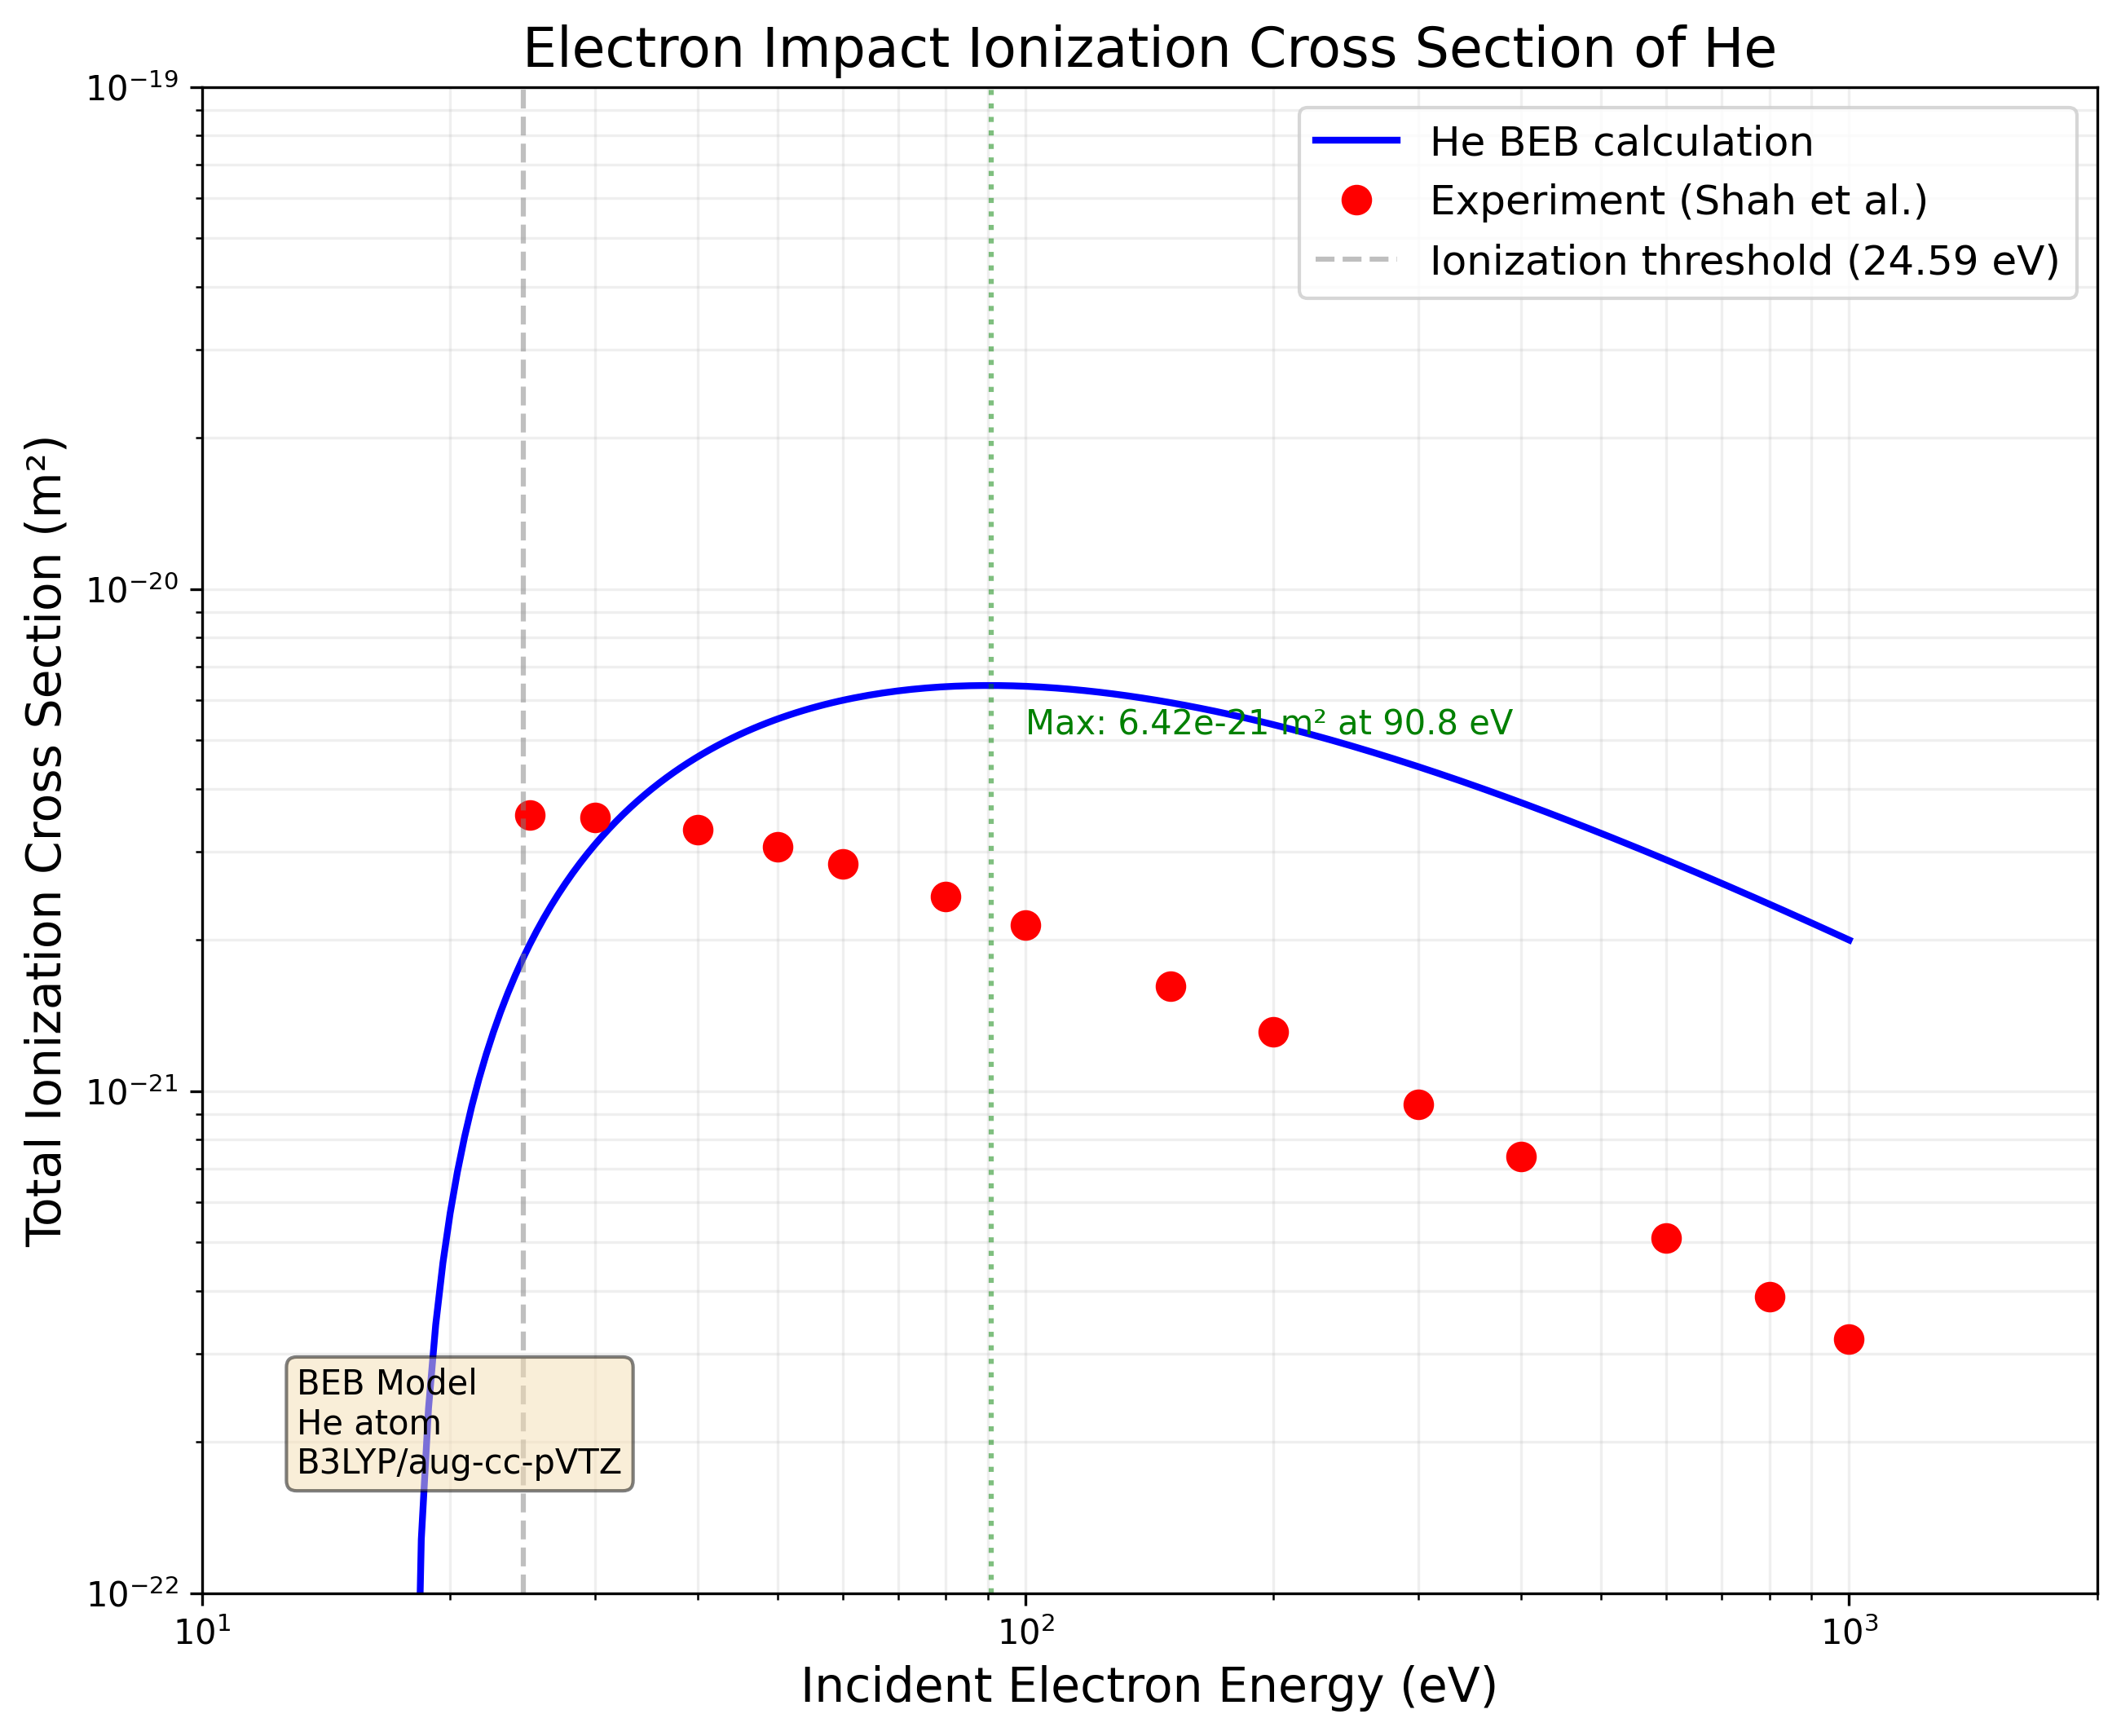 Electron Impact Ionization Cross Section of He
10⁻¹⁹
10⁻²⁰
10⁻²¹
10⁻²²
Total Ionization Cross Section (m²)
He BEB calculation
Experiment (Shah et al.)
Ionization threshold (24.59 eV)
Max: 6.42e-21 m² at 90.8 eV
BEB Model
He atom
B3LYP/aug-cc-pVTZ
10¹
10²
10³
Incident Electron Energy (eV)